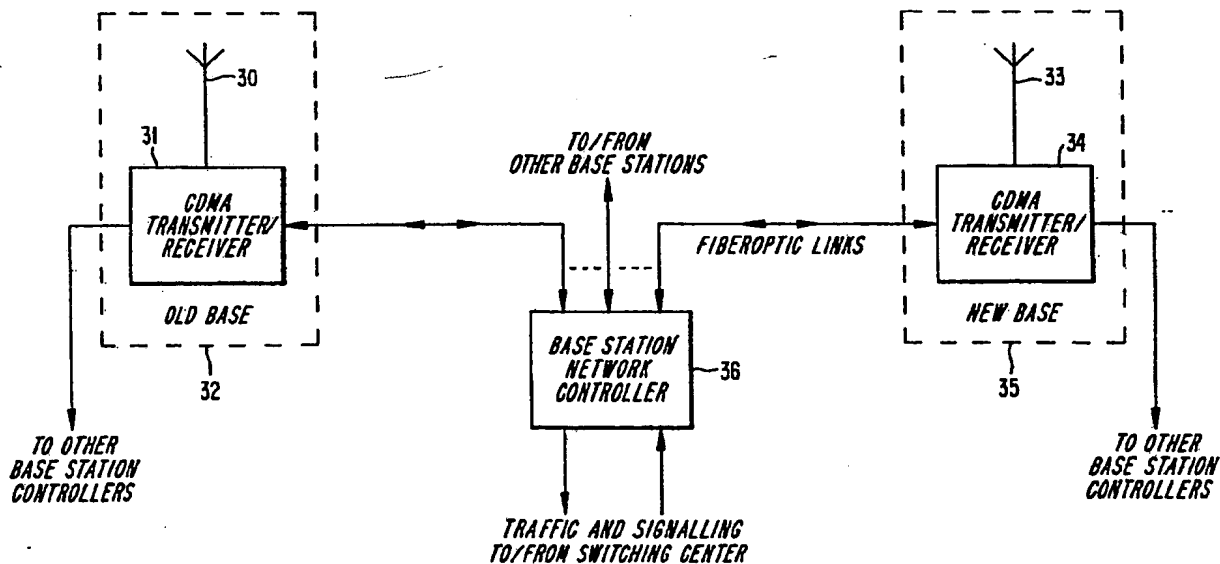 30
31
CDMA
TRANSMITTER/
RECEIVER
OLD BASE
32
TO OTHER
BASE STATION
CONTROLLERS
TO/FROM
OTHER BASE STATIONS
FIBEROPTIC LINKS
BASE STATION
NETWORK
CONTROLLER
36
TRAFFIC AND SIGNALLING
TO/FROM SWITCHING CENTER
33
34
CDMA
TRANSMITTER/
RECEIVER
NEW BASE
35
TO OTHER
BASE STATION
CONTROLLERS